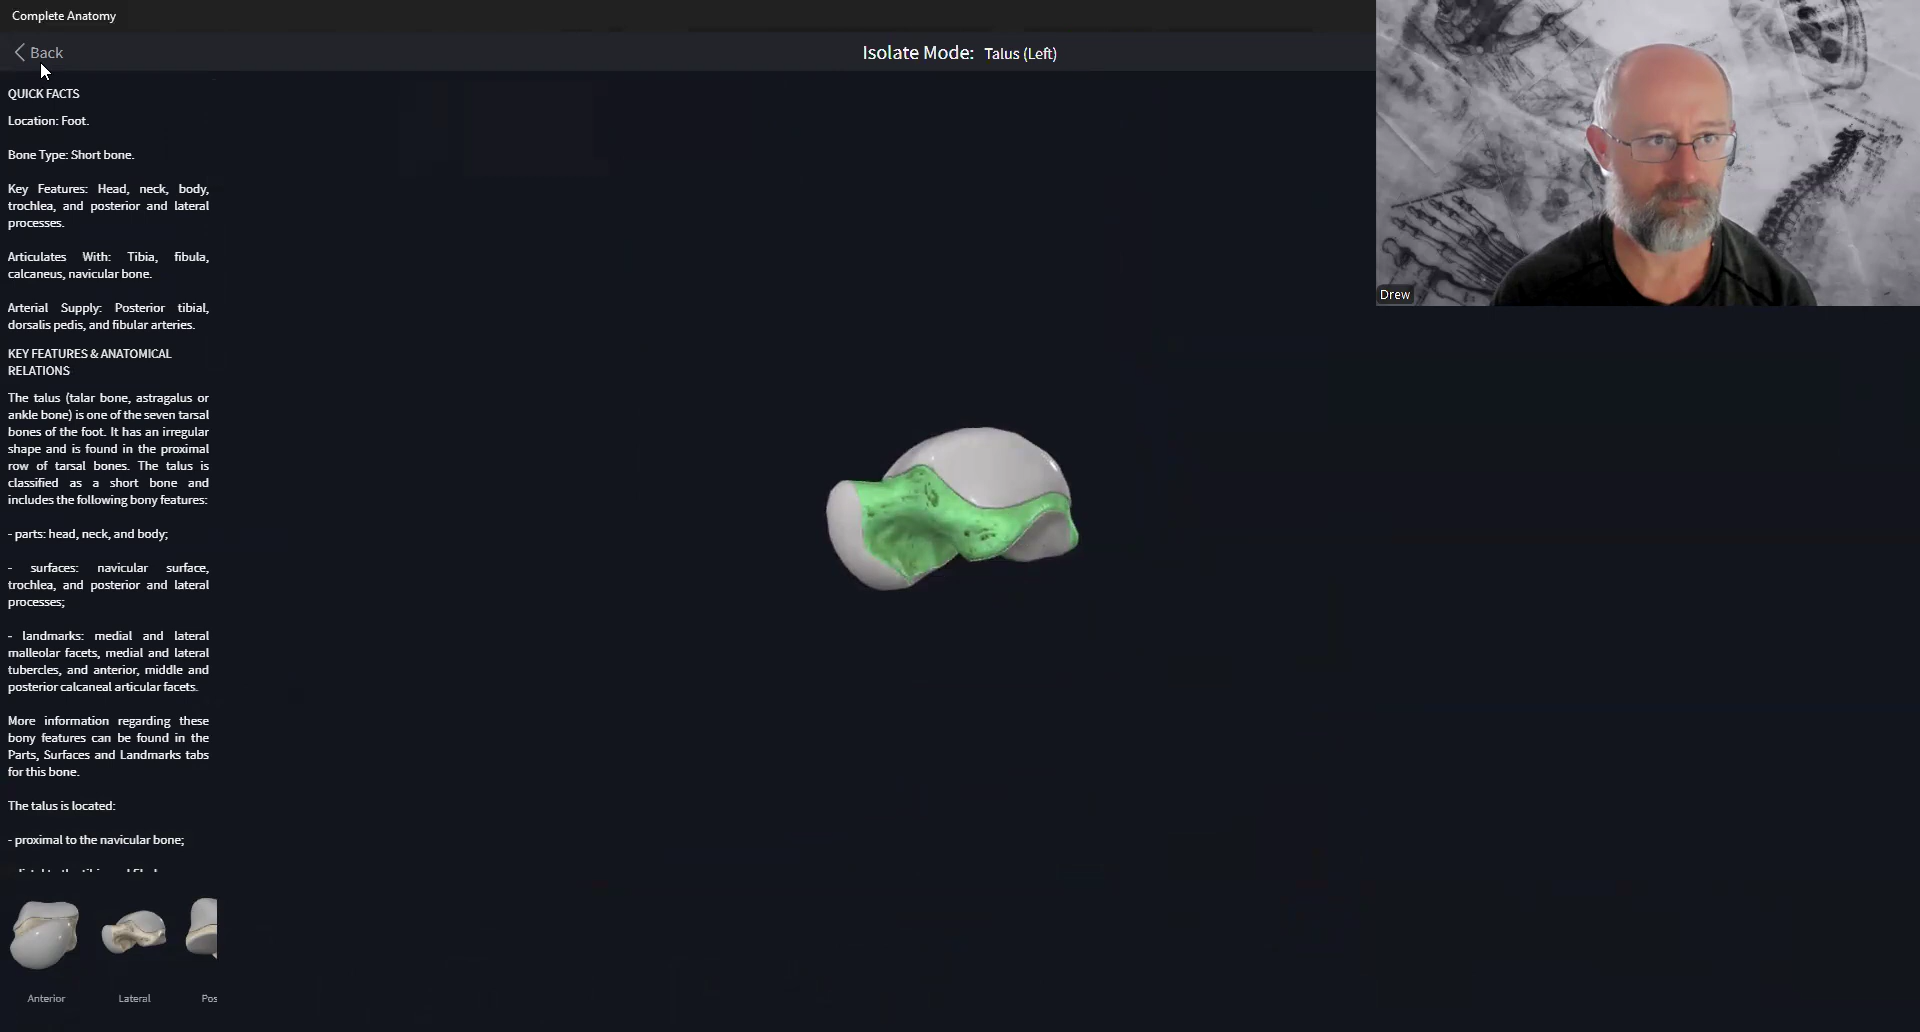 Complete Anatomy
Back
Isolate Mode: Talus (Left)
QUICK FACTS
Location: Foot.
Bone Type: Short bone.
Key Features: Head, neck, body,
trochlea, and posterior and lateral
processes.
Articulates With: Tibia, fibula,
calcaneus, navicular bone.
Arterial Supply: Posterior tibial,
dorsalis pedis, and fibular arteries.
KEY FEATURES & ANATOMICAL
RELATIONS
The talus (talar bone, astragalus or
ankle bone) is one of the seven tarsal
bones of the foot. It has an irregular
shape and is found in the proximal
row of tarsal bones. The talus is
classified as a short bone and
includes the following bony features:
- parts: head, neck, and body;
- surfaces: navicular surface,
trochlea, and posterior and lateral
processes;
- landmarks: medial and lateral
malleolar facets, medial and lateral
tubercles, and anterior, middle and
posterior calcaneal articular facets.
More information regarding these
bony features can be found in the
Parts, Surfaces and Landmarks tabs
for this bone.
The talus is located:
- proximal to the navicular bone;
Anterior
Lateral
Pos
Drew